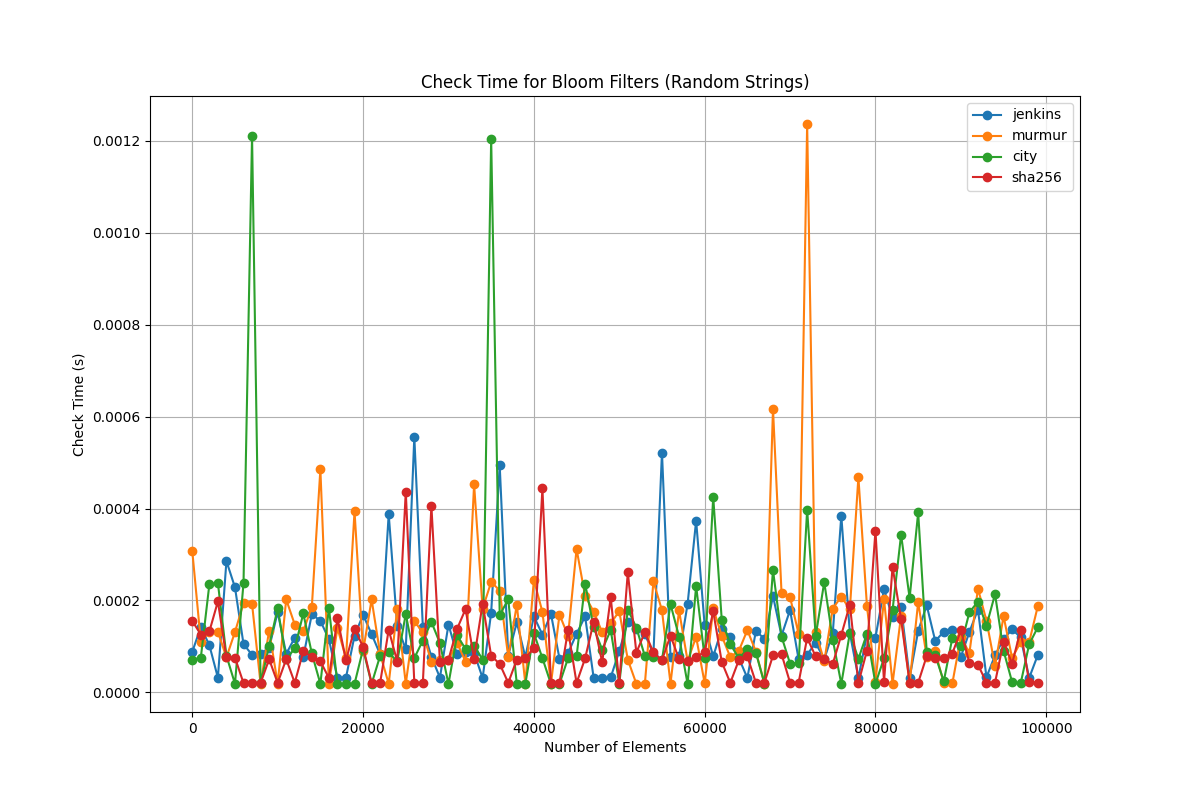 Check Time for Bloom Filters (Random Strings)
jenkins
murmur
city
sha256
Check Time (s)
0.0012
0.0010
0.0008
0.0006
0.0004
0.0002
0.0000
0 20000 40000 60000 80000 100000
Number of Elements